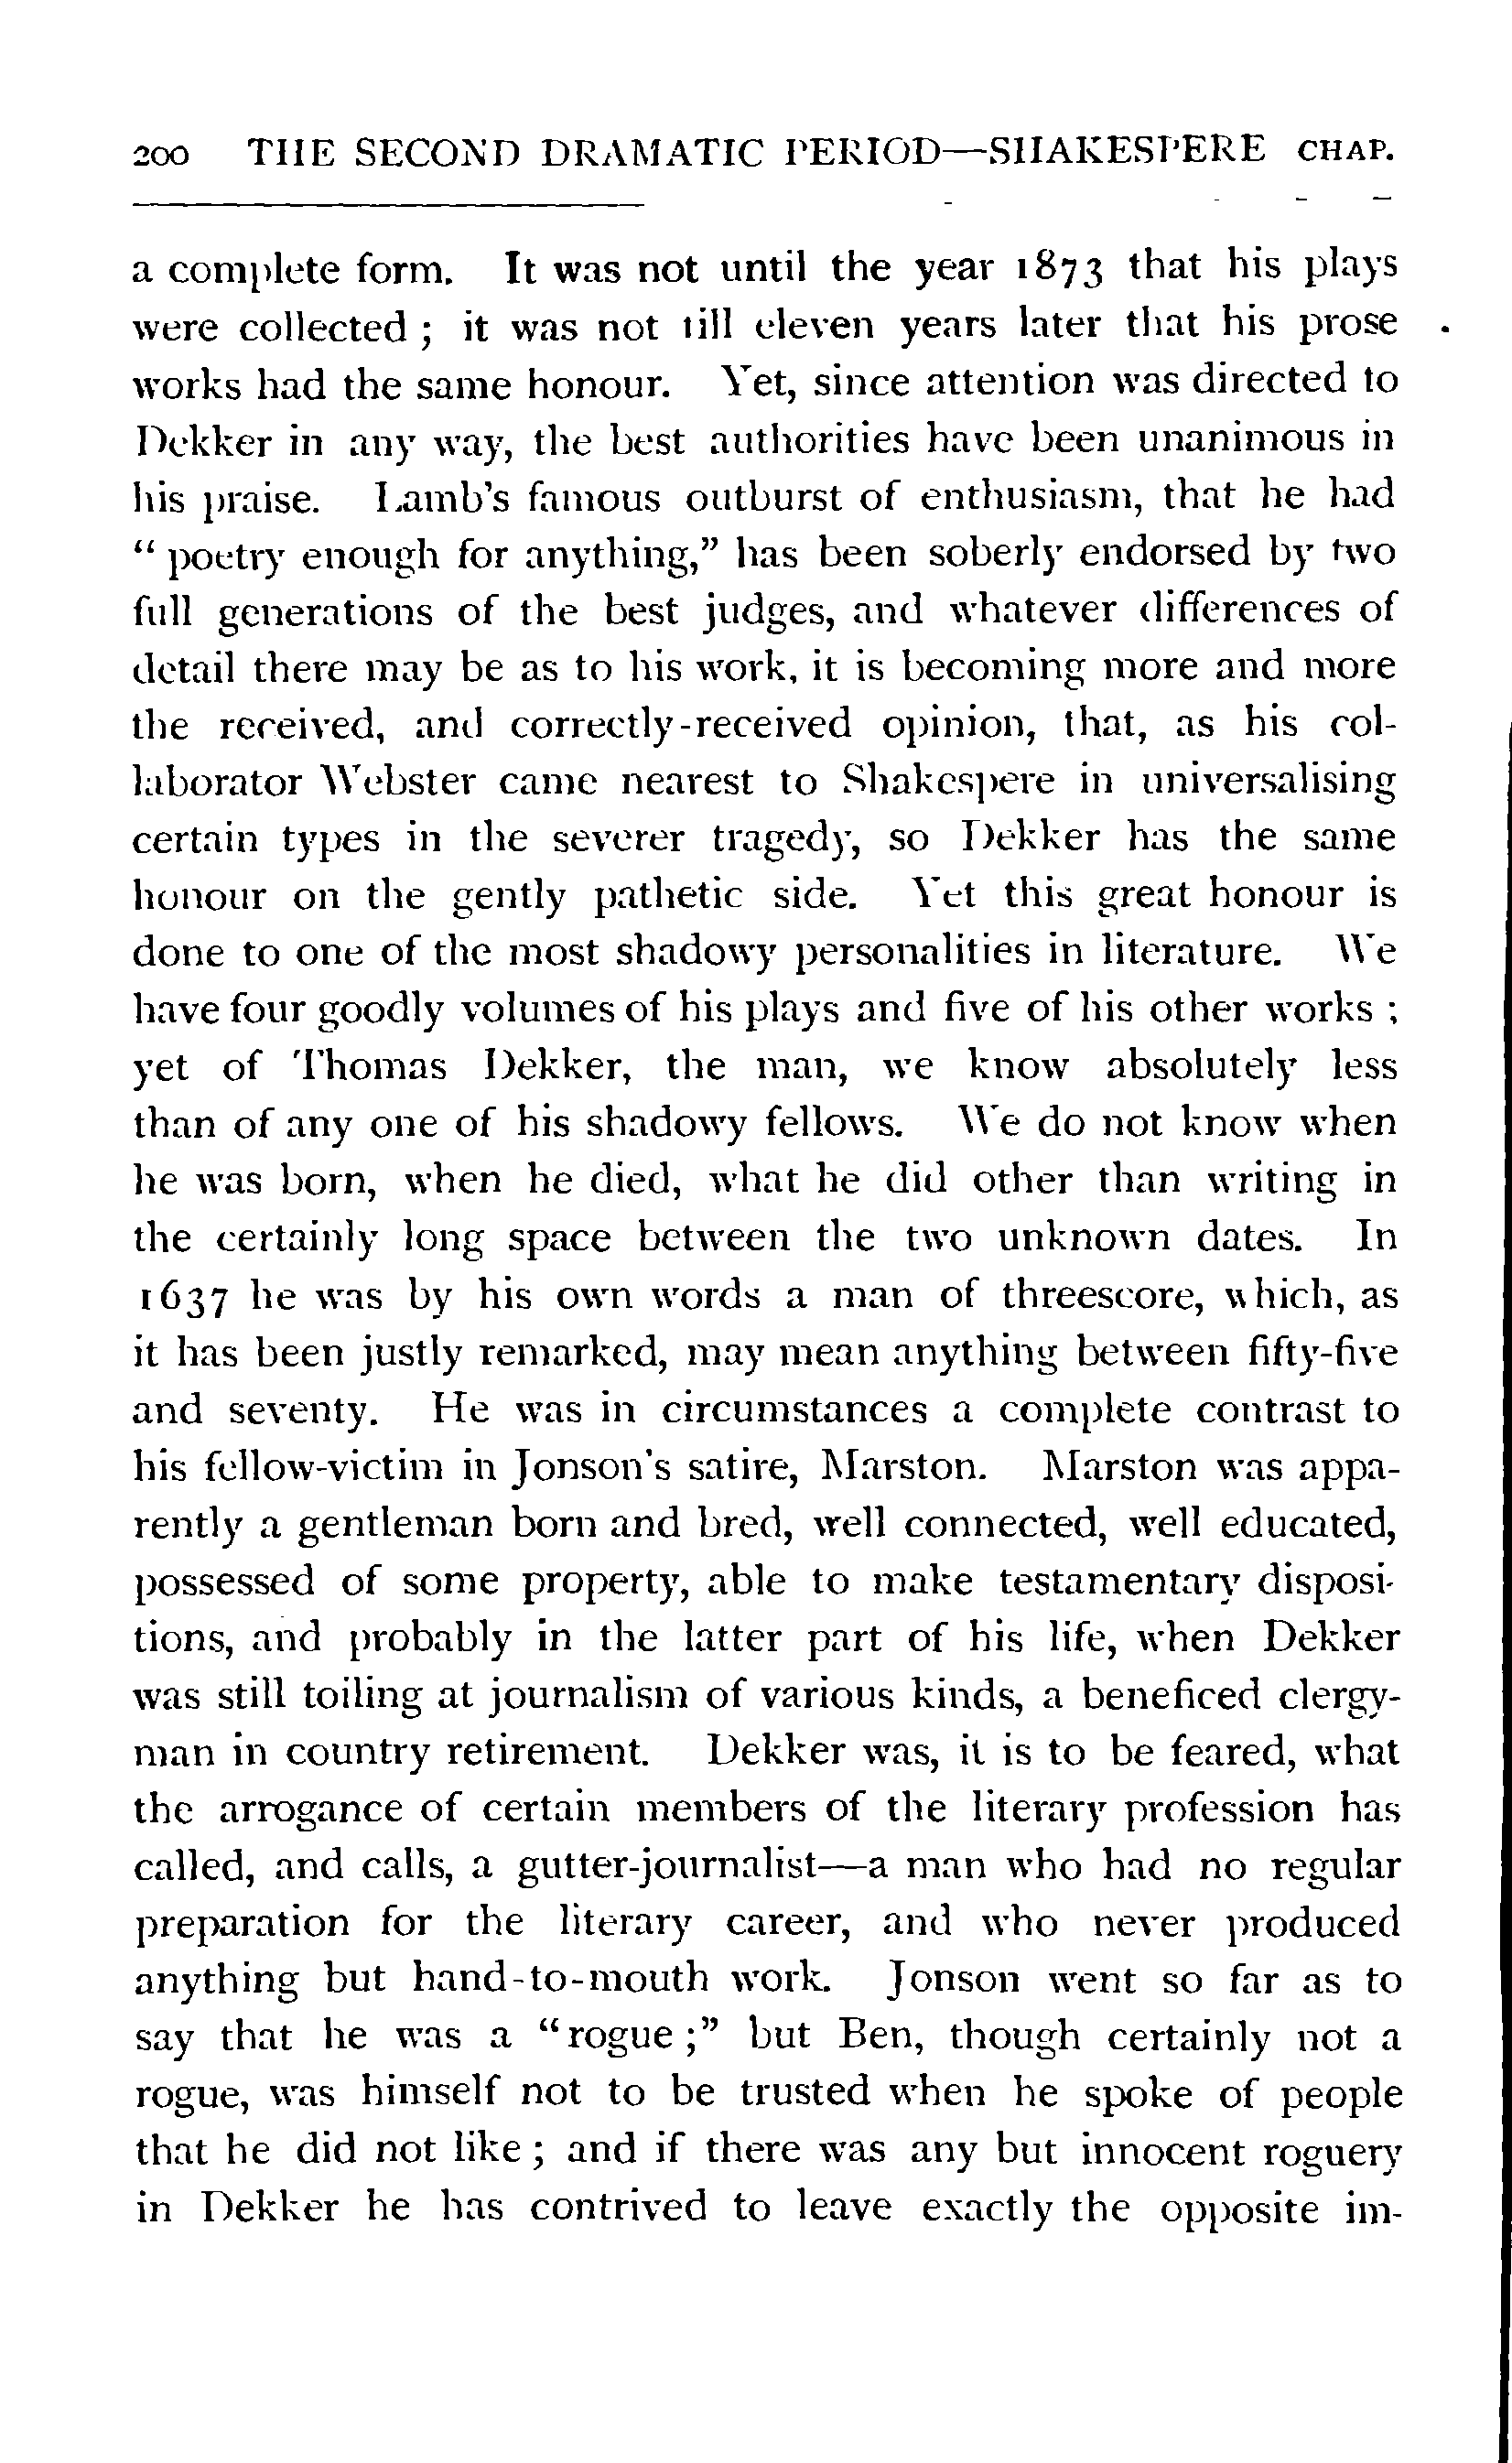 200 THE SECOND DRAMATIC PERIOD—SHAKESPERE CHAP.
a complete form. It was not until the year 1873 that his plays
were collected ; it was not till eleven years later that his prose
works had the same honour. Yet, since attention was directed to
Dekker in any way, the best authorities have been unanimous in
his praise. Lamb's famous outburst of enthusiasm, that he had
“ poetry enough for anything,” has been soberly endorsed by two
full generations of the best judges, and whatever differences of
detail there may be as to his work, it is becoming more and more
the received, and correctly-received opinion, that, as his col-
laborator Webster came nearest to Shakespere in universalising
certain types in the severer tragedy, so Dekker has the same
honour on the gently pathetic side. Yet this great honour is
done to one of the most shadowy personalities in literature. We
have four goodly volumes of his plays and five of his other works ;
yet of Thomas Dekker, the man, we know absolutely less
than of any one of his shadowy fellows. We do not know when
he was born, when he died, what he did other than writing in
the certainly long space between the two unknown dates. In
1637 he was by his own words a man of threescore, which, as
it has been justly remarked, may mean anything between fifty-five
and seventy. He was in circumstances a complete contrast to
his fellow-victim in Jonson's satire, Marston. Marston was appa-
rently a gentleman born and bred, well connected, well educated,
possessed of some property, able to make testamentary disposi-
tions, and probably in the latter part of his life, when Dekker
was still toiling at journalism of various kinds, a beneficed clergy-
man in country retirement. Dekker was, it is to be feared, what
the arrogance of certain members of the literary profession has
called, and calls, a gutter-journalist—a man who had no regular
preparation for the literary career, and who never produced
anything but hand-to-mouth work. Jonson went so far as to
say that he was a “rogue ;” but Ben, though certainly not a
rogue, was himself not to be trusted when he spoke of people
that he did not like ; and if there was any but innocent roguery
in Dekker he has contrived to leave exactly the opposite im-